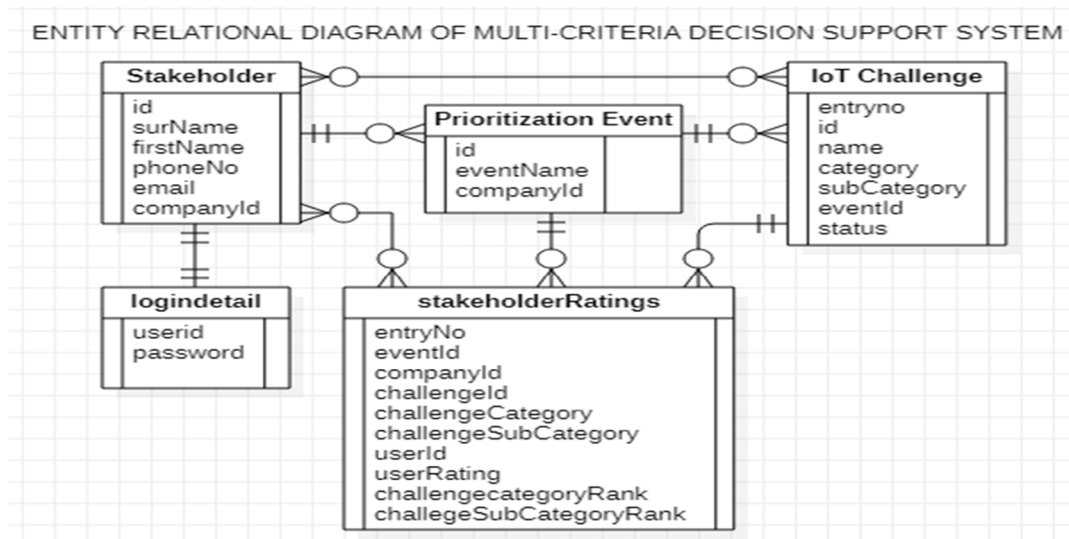 ENTITY RELATIONAL DIAGRAM OF MULTI-CRITERIA DECISION SUPPORT SYSTEM
Stakeholder
id
surName
firstName
phoneNo
email
companyId
Prioritization Event
id
eventName
companyId
IoT Challenge
entryno
id
name
category
subCategory
eventId
status
logindetail
userid
password
stakeholderRatings
entryNo
eventId
companyId
challengeId
challengeCategory
challengeSubCategory
userId
userRating
challengecategoryRank
challegeSubCategoryRank